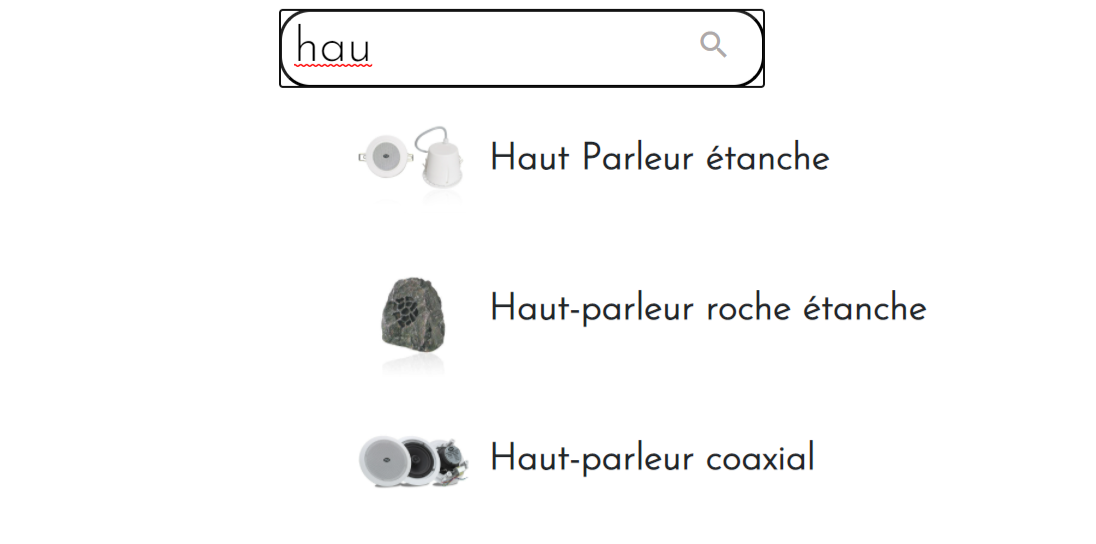 hau
Haut Parleur étanche
Haut-parleur roche étanche
Haut-parleur coaxial